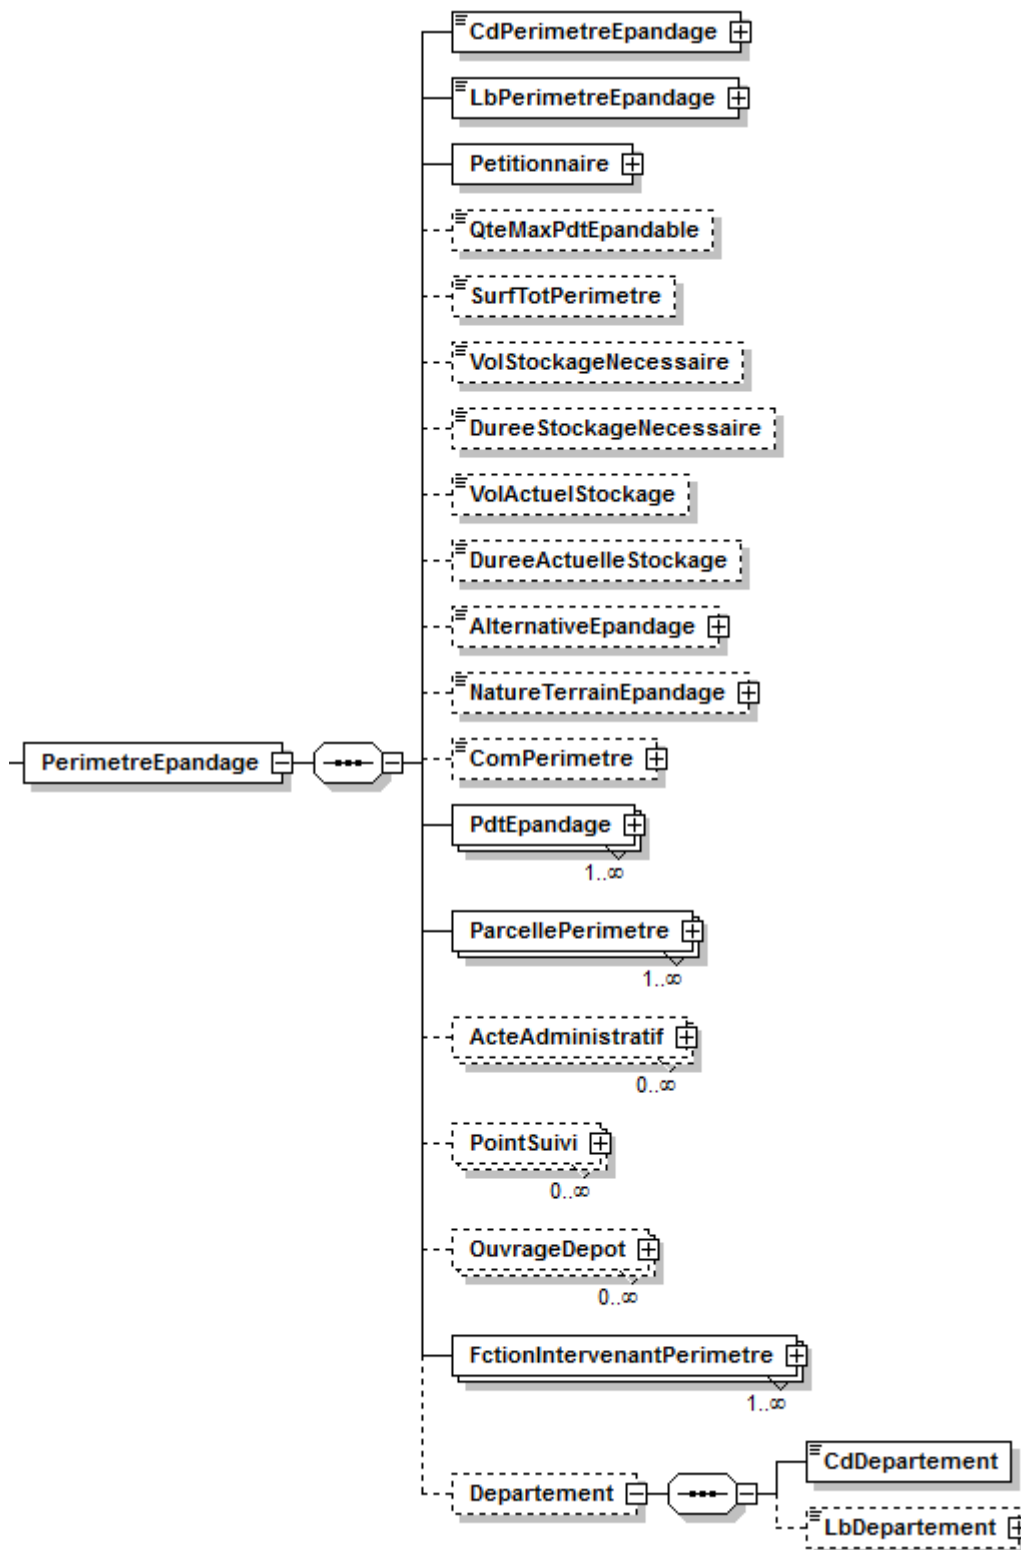 CdPerimetreEpandage
LbPerimetreEpandage
Petitionnaire
QteMaxPdtEpandable
SurfTotPerimetre
VolStockageNecessaire
DureeStockageNecessaire
VolActuelStockage
DureeActuelleStockage
AlternativeEpandage
NatureTerrainEpandage
PerimetreEpandage
ComPerimetre
PdtEpandage
1..∞
ParcellePerimetre
1..∞
ActeAdministratif
0..∞
PointSuivi
0..∞
OuvrageDepot
0..∞
FctionIntervenantPerimetre
1..∞
Departement
CdDepartement
LbDepartement